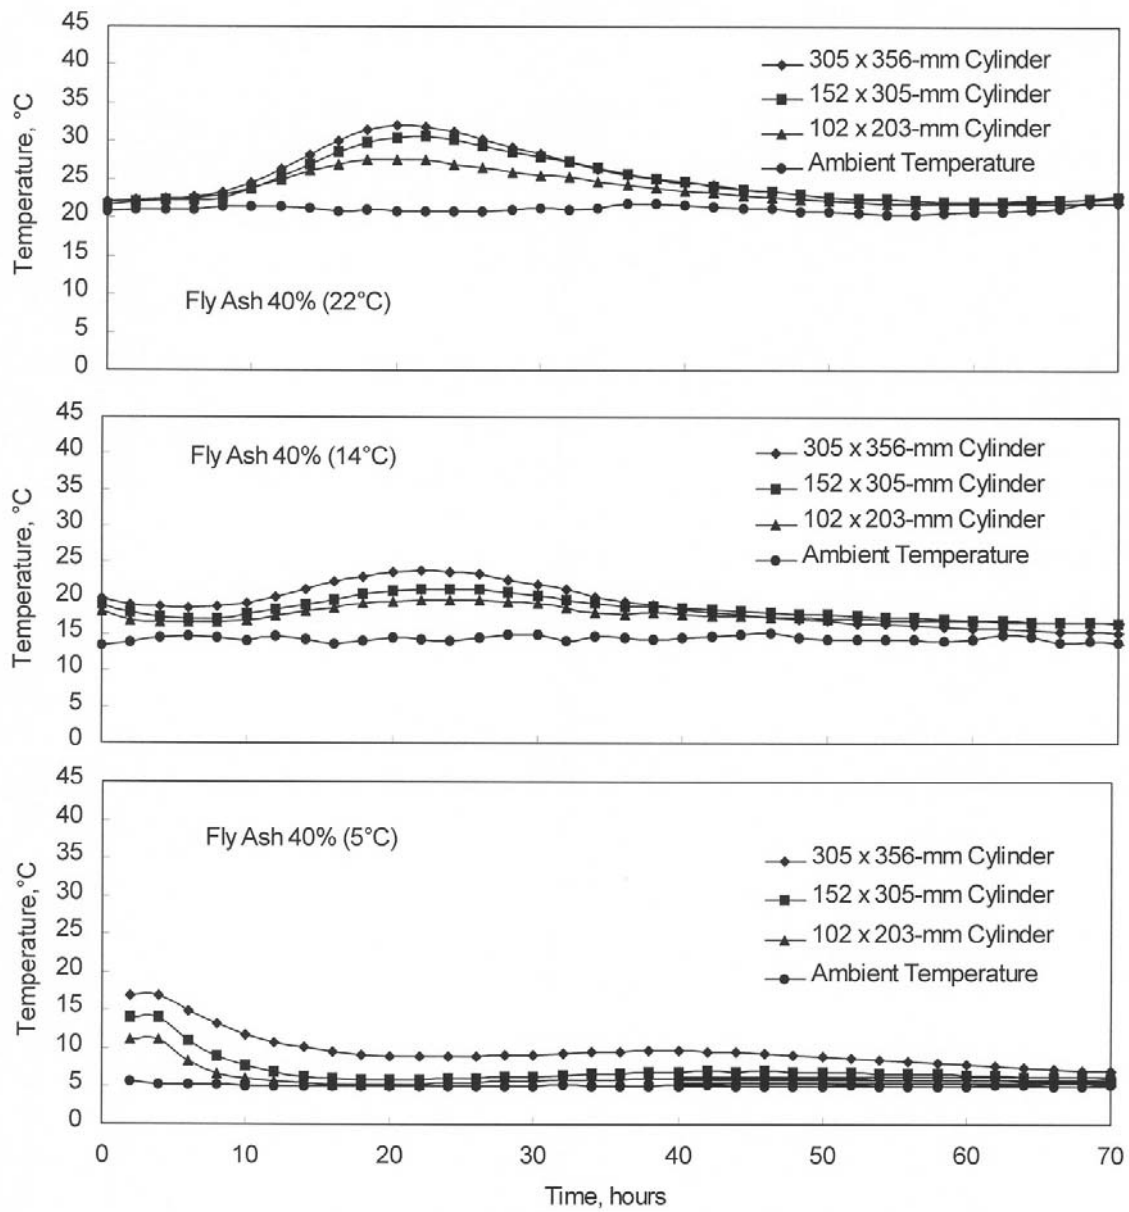 45
40
35
30
25
20
15
10
5
0
Temperature, °C
305 x 356-mm Cylinder
152 x 305-mm Cylinder
102 x 203-mm Cylinder
Ambient Temperature
Fly Ash 40% (22°C)
45
40
35
30
25
20
15
10
5
0
Temperature, °C
Fly Ash 40% (14°C)
305 x 356-mm Cylinder
152 x 305-mm Cylinder
102 x 203-mm Cylinder
Ambient Temperature
45
40
35
30
25
20
15
10
5
0
Temperature,°C
Fly Ash 40% (5°C)
305 x 356-mm Cylinder
152 x 305-mm Cylinder
102 x 203-mm Cylinder
Ambient Temperature
0 10 20 30 40 50 60 70
Time, hours